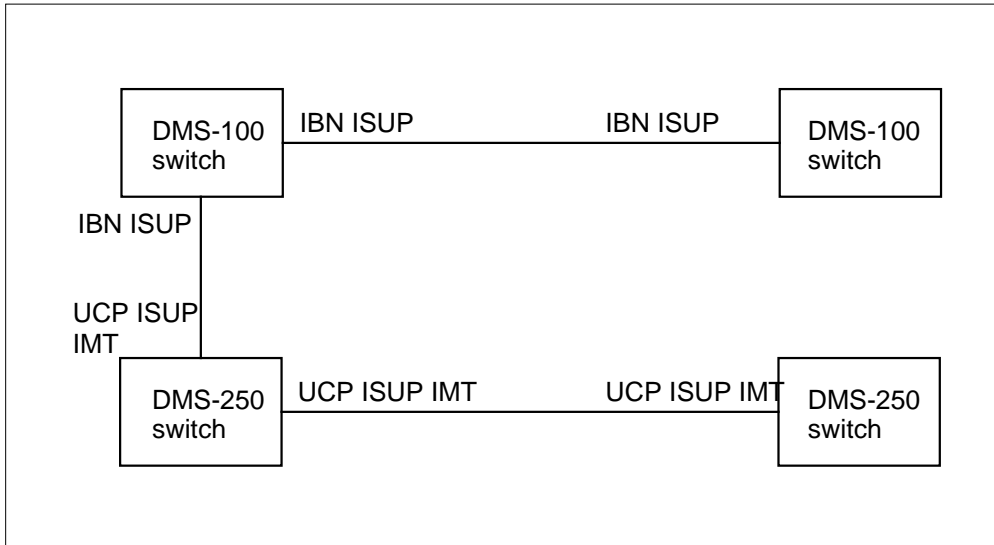 DMS-100
switch
IBN ISUP
IBN ISUP
DMS-100
switch
IBN ISUP
UCP ISUP
IMT
DMS-250
switch
UCP ISUP IMT
UCP ISUP IMT
DMS-250
switch